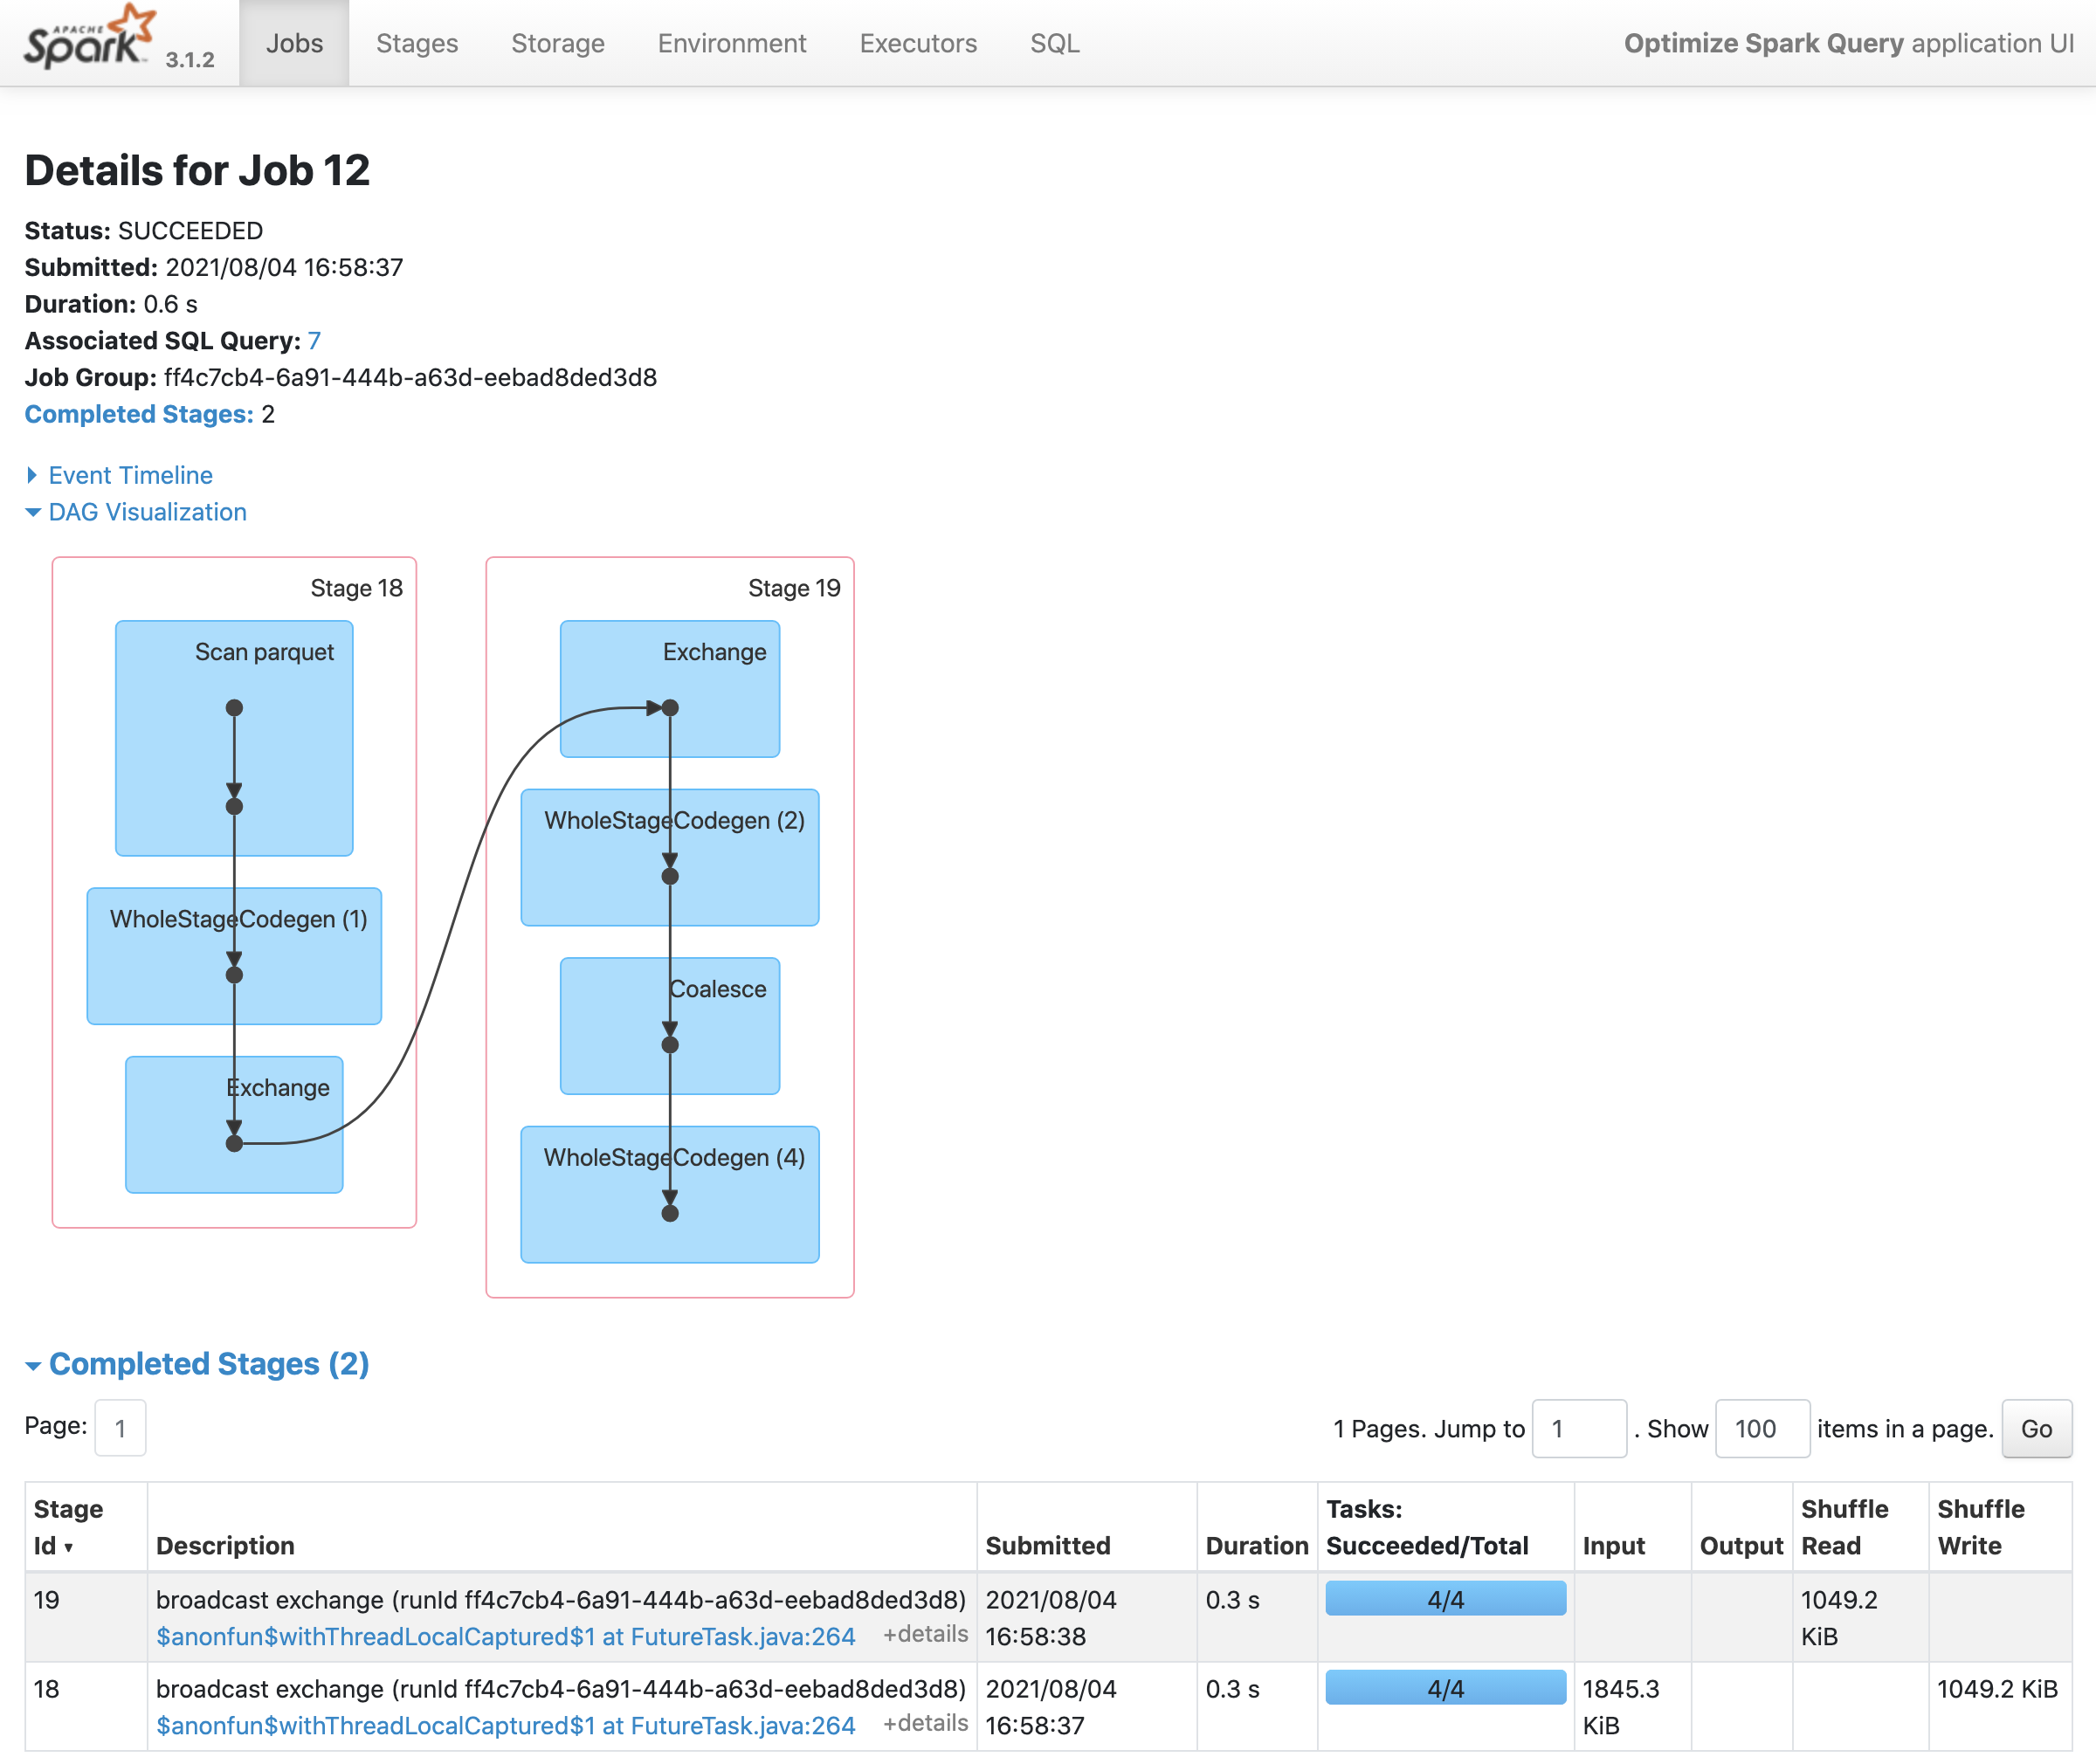 APACHE
Spark 3.1.2 Jobs Stages Storage Environment Executors SQL Optimize Spark Query application UI
Details for Job 12
Status: SUCCEEDED
Submitted: 2021/08/04 16:58:37
Duration: 0.6 s
Associated SQL Query: 7
Job Group: ff4c7cb4-6a91-444b-a63d-eebad8ded3d8
Completed Stages: 2
Event Timeline
DAG Visualization
Stage 18
Scan parquet
WholeStageCodegen (1)
Exchange
Stage 19
Exchange
WholeStageCodegen (2)
Coalesce
WholeStageCodegen (4)
Completed Stages (2)
Page: 1 1 Pages. Jump to 1 . Show 100 items in a page. Go
Stage Id ▾ Description Submitted Duration Tasks: Succeeded/Total Input Output Shuffle Read Shuffle Write
19 broadcast exchange (runId ff4c7cb4-6a91-444b-a63d-eebad8ded3d8) 2021/08/04 0.3 s 4/4 1049.2
$anonfun$withThreadLocalCaptured$1 at FutureTask.java:264 +details 16:58:38 KiB
18 broadcast exchange (runId ff4c7cb4-6a91-444b-a63d-eebad8ded3d8) 2021/08/04 0.3 s 4/4 1845.3 1049.2 KiB
$anonfun$withThreadLocalCaptured$1 at FutureTask.java:264 +details 16:58:37 KiB